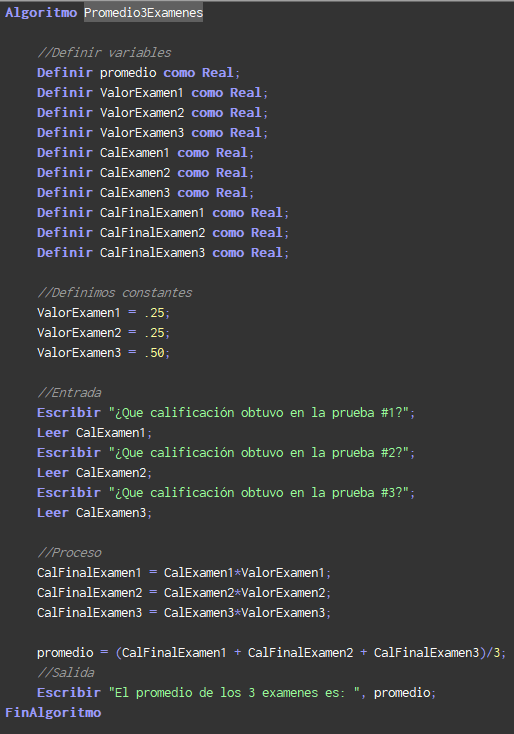 Algoritmo Promedio3Examenes
//Definir variables
Definir promedio como Real;
Definir ValorExamen1 como Real;
Definir ValorExamen2 como Real;
Definir ValorExamen3 como Real;
Definir CalExamen1 como Real;
Definir CalExamen2 como Real;
Definir CalExamen3 como Real;
Definir CalFinalExamen1 como Real;
Definir CalFinalExamen2 como Real;
Definir CalFinalExamen3 como Real;
//Definimos constantes
ValorExamen1 = .25;
ValorExamen2 = .25;
ValorExamen3 = .50;
//Entrada
Escribir "¿Que calificación obtuvo en la prueba #1?";
Leer CalExamen1;
Escribir "¿Que calificación obtuvo en la prueba #2?";
Leer CalExamen2;
Escribir "¿Que calificación obtuvo en la prueba #3?";
Leer CalExamen3;
//Proceso
CalFinalExamen1 = CalExamen1*ValorExamen1;
CalFinalExamen2 = CalExamen2*ValorExamen2;
CalFinalExamen3 = CalExamen3*ValorExamen3;
promedio = (CalFinalExamen1 + CalFinalExamen2 + CalFinalExamen3)/3;
//Salida
Escribir "El promedio de los 3 examenes es: ", promedio;
FinAlgoritmo